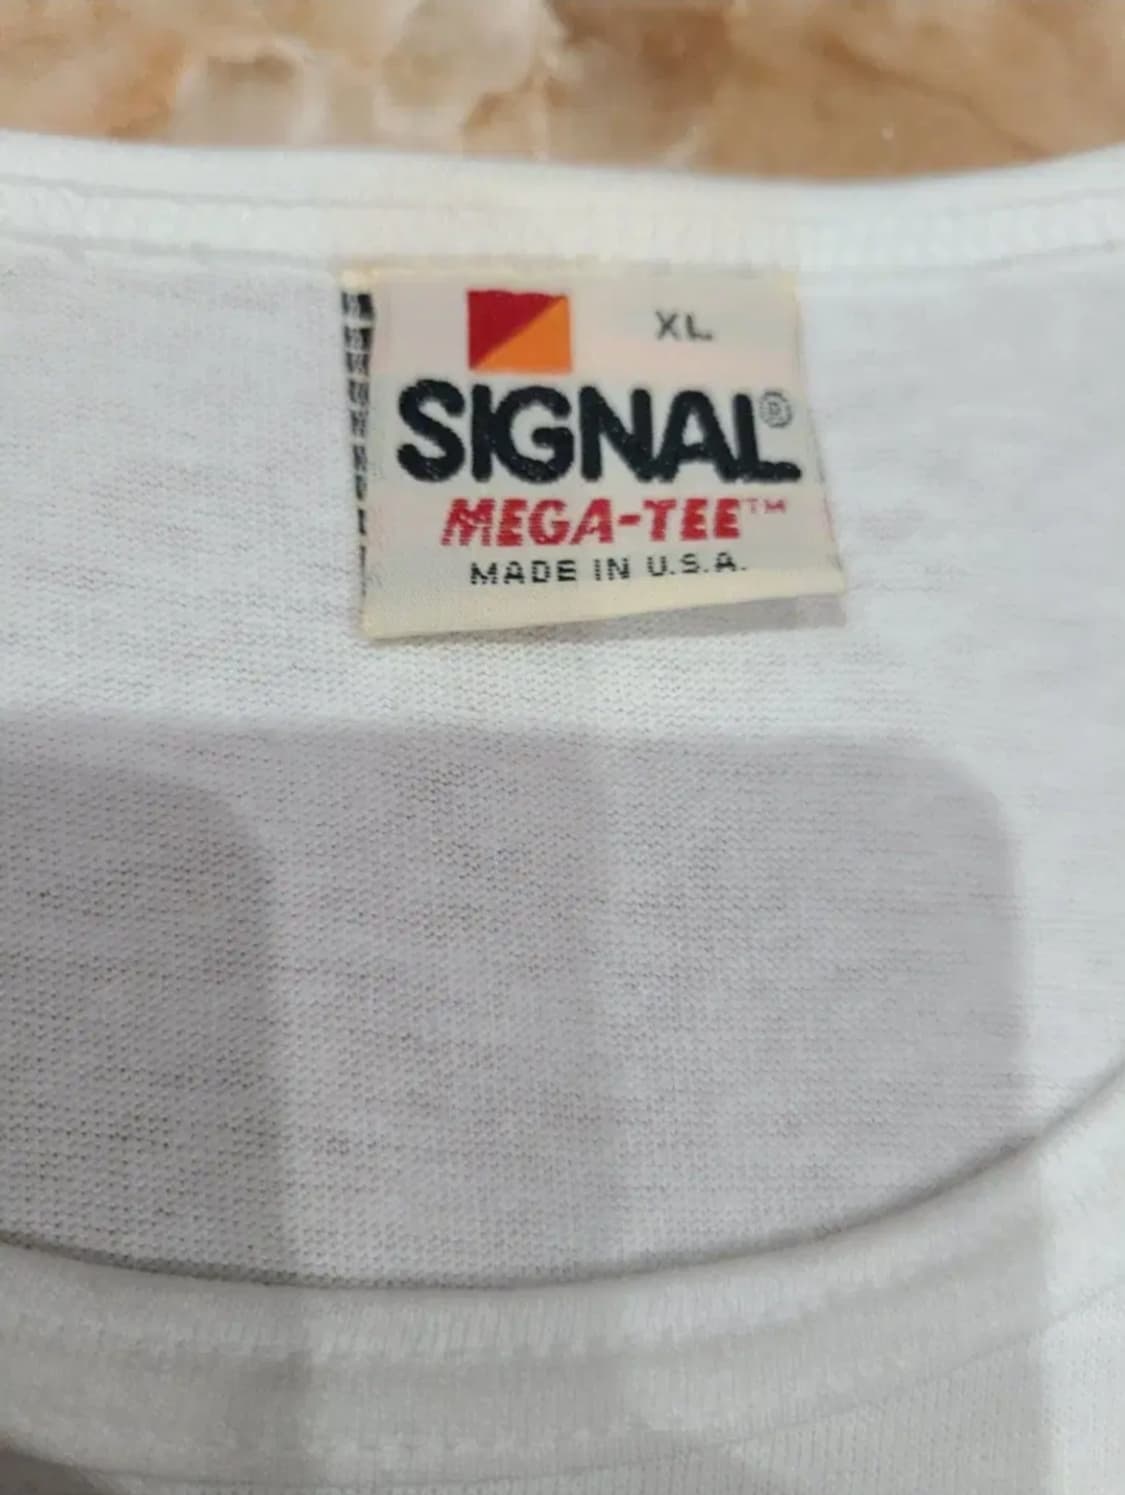 XL
SIGNAL®
MEGA-TEE™
MADE IN U.S.A.